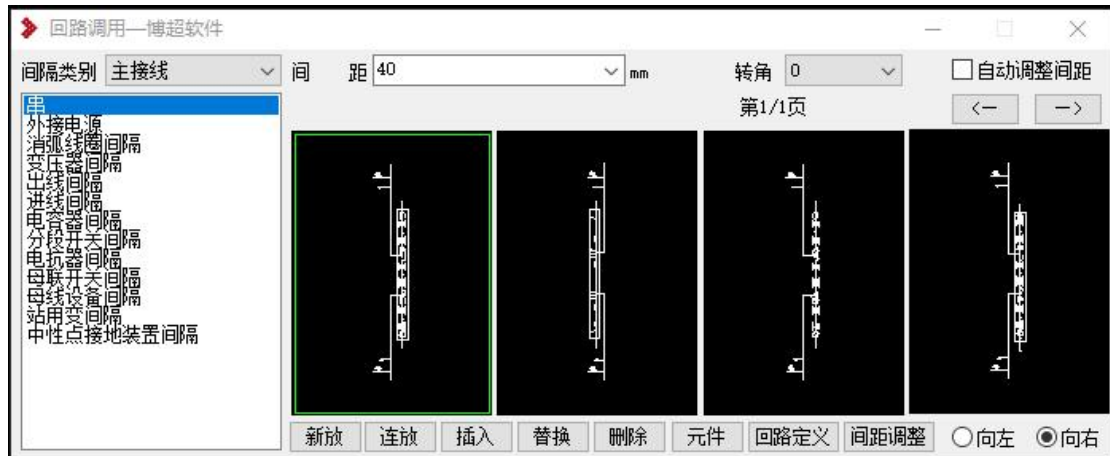 回路调用—博超软件
间隔类别 主接线 间 距 40 mm 转角 0 自动调整间距
第1/1页 <— —>
串
外接电源
消弧线圈间隔
变压器间隔
出线间隔
进线间隔
电容器间隔
分段开关间隔
电抗器间隔
母联开关间隔
母线设备间隔
站用变间隔
中性点接地装置间隔
新放 连放 插入 替换 删除 元件 回路定义 间距调整 向左 向右